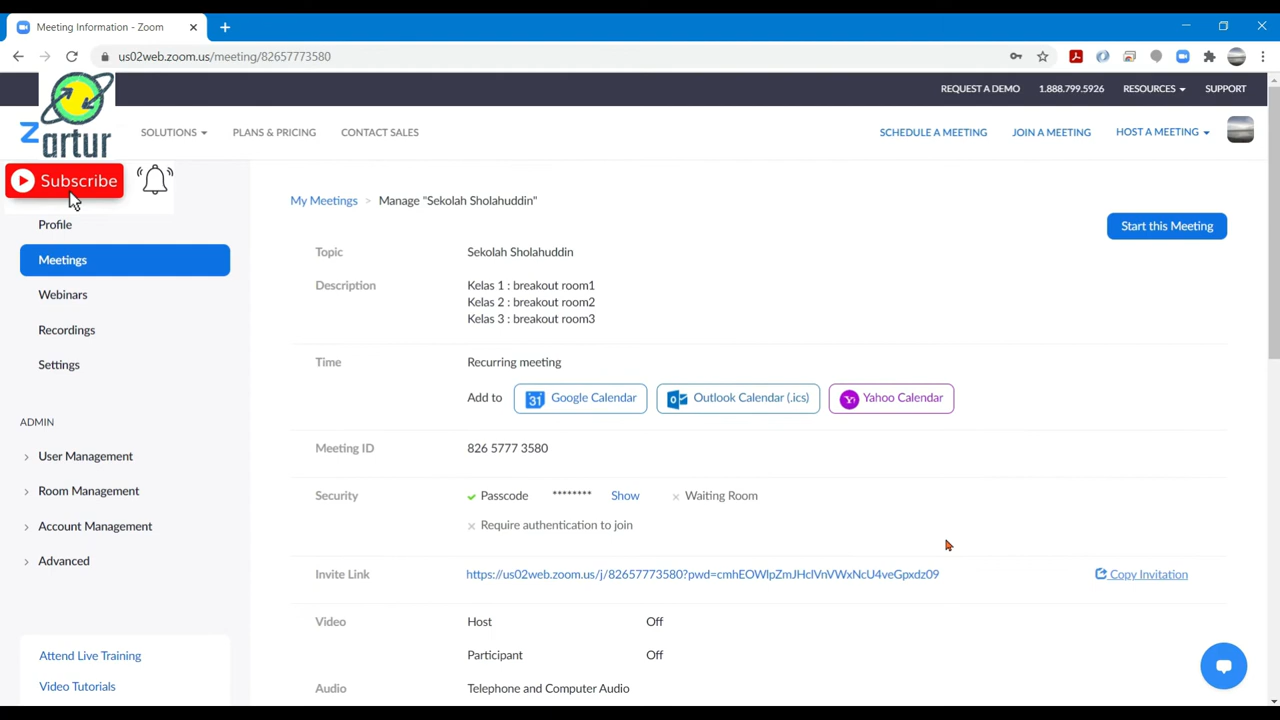 Meeting Information - Zoom
us02web.zoom.us/meeting/82657773580
REQUEST A DEMO 1.888.799.5926 RESOURCES SUPPORT
Zartur
SOLUTIONS PLANS & PRICING CONTACT SALES SCHEDULE A MEETING JOIN A MEETING HOST A MEETING
Subscribe
My Meetings > Manage "Sekolah Sholahuddin"
Start this Meeting
Profile
Meetings
Webinars
Recordings
Settings
ADMIN
User Management
Room Management
Account Management
Advanced
Attend Live Training
Video Tutorials
Topic Sekolah Sholahuddin
Description Kelas 1 : breakout room1
Kelas 2 : breakout room2
Kelas 3 : breakout room3
Time Recurring meeting
Add to 31 Google Calendar Outlook Calendar (.ics) Yahoo Calendar
Meeting ID 826 5777 3580
Security Passcode ******** Show Waiting Room
Require authentication to join
Invite Link https://us02web.zoom.us/j/82657773580?pwd=cmhEOWlpZmJHclVnVWxNcU4veGpxdz09 Copy Invitation
Video Host Off
Participant Off
Audio Telephone and Computer Audio